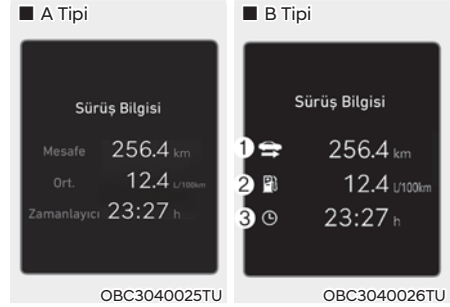 ■ A Tipi
Sürüş Bilgisi
Mesafe 256.4 km
Ort. 12.4 L/100km
Zamanlayıcı 23:27 h
OBC3040025TU
■ B Tipi
Sürüş Bilgisi
1 256.4 km
2 12.4 L/100km
3 23:27 h
OBC3040026TU